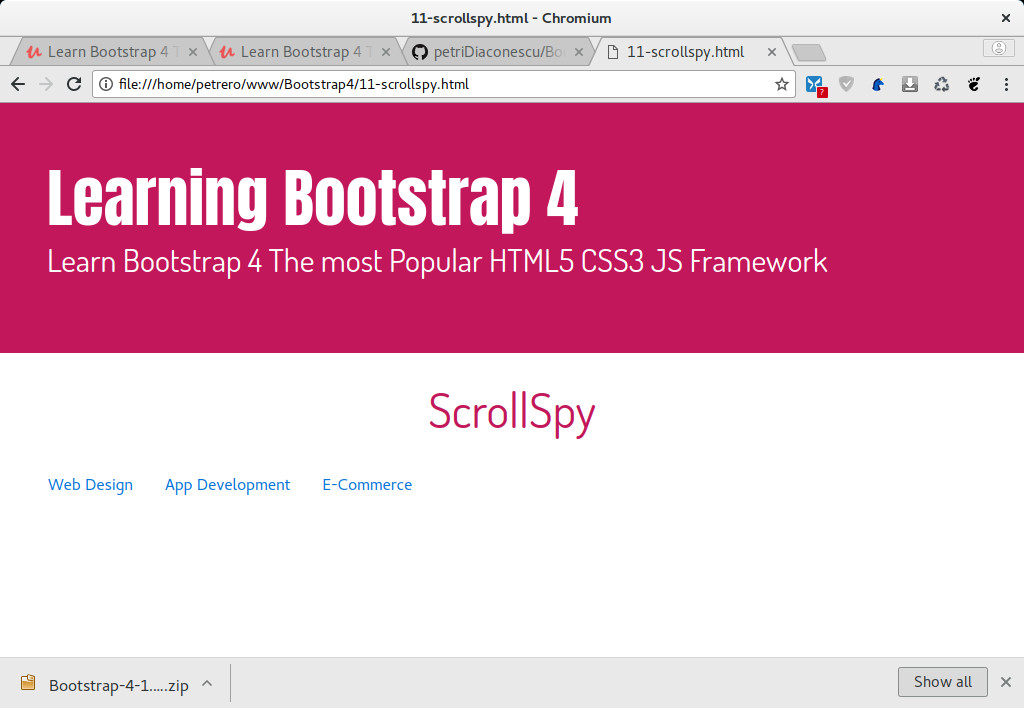 11-scrollspy.html - Chromium
Learn Bootstrap 4 T
Learn Bootstrap 4 T
petriDiaconescu/Boo
11-scrollspy.html
file:///home/petrero/www/Bootstrap4/11-scrollspy.html
?
Learning Bootstrap 4
Learn Bootstrap 4 The most Popular HTML5 CSS3 JS Framework
ScrollSpy
Web Design App Development E-Commerce
Bootstrap-4-1.....zip
Show all